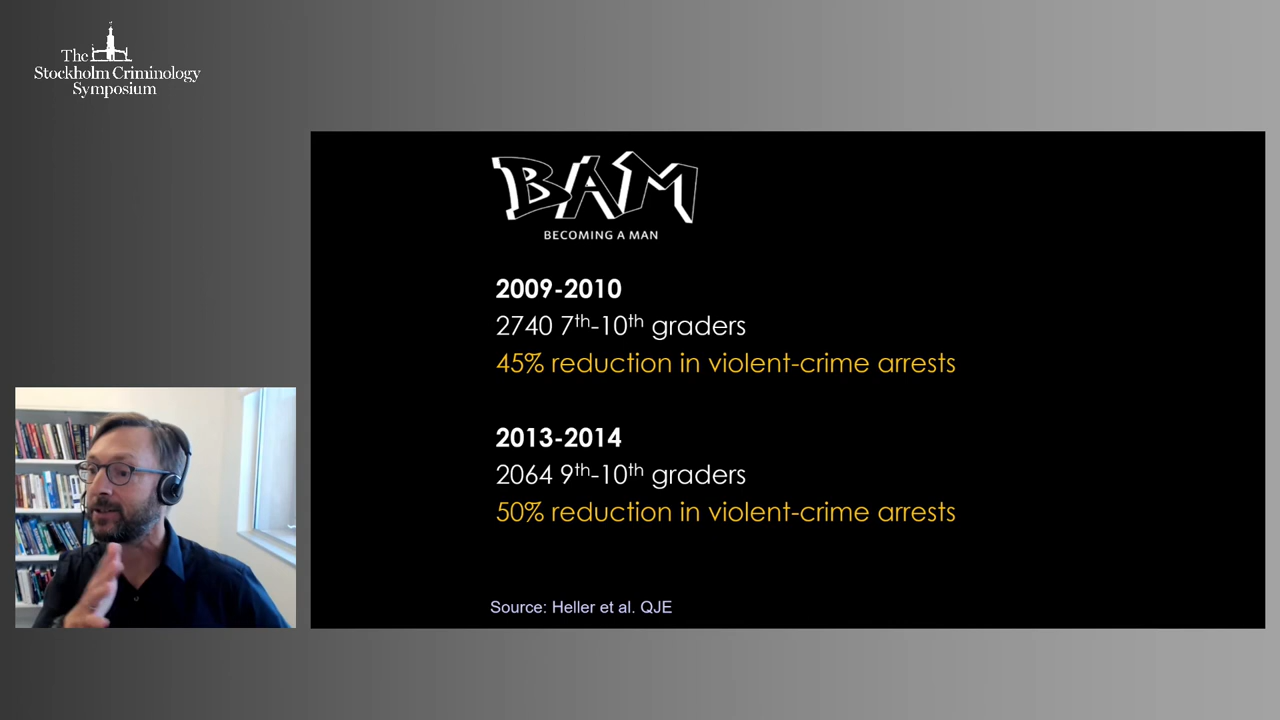 The
Stockholm Criminology
Symposium
BAM
BECOMING A MAN
2009-2010
2740 7th-10th graders
45% reduction in violent-crime arrests
2013-2014
2064 9th-10th graders
50% reduction in violent-crime arrests
Source: Heller et al. QJE